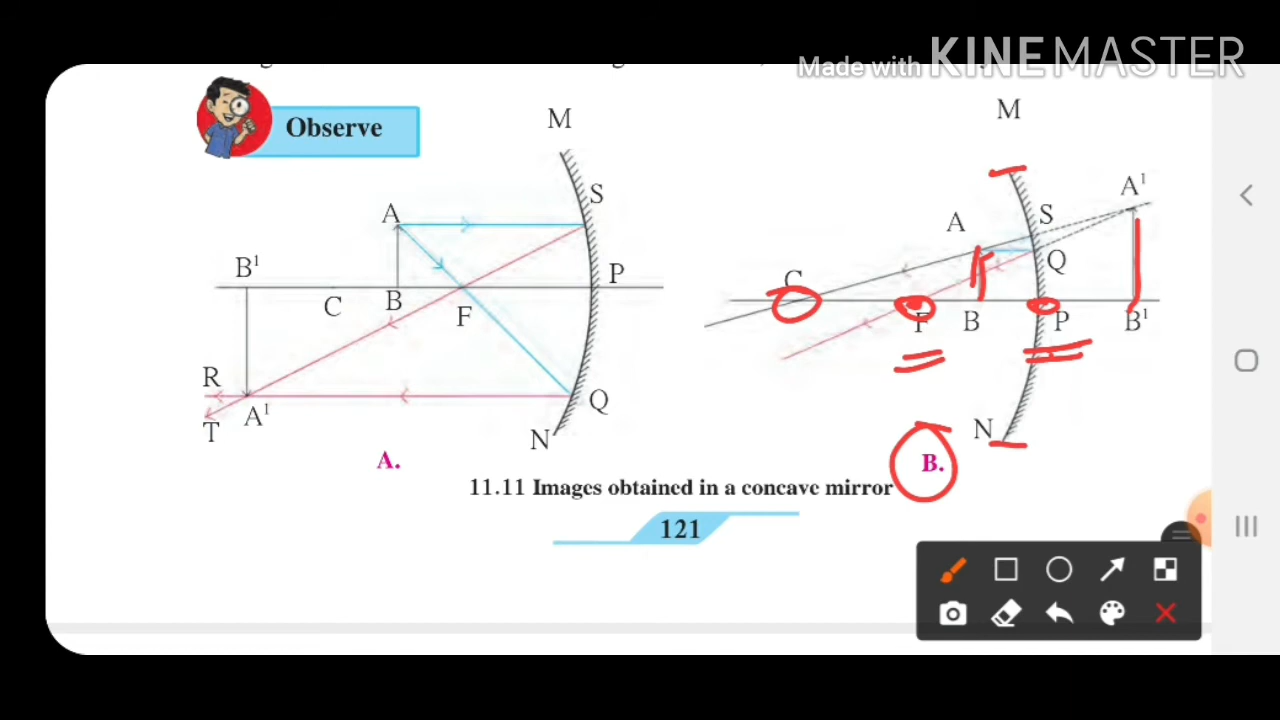 Made with KINEMASTER
Observe
M
S
A
B¹
P
C
B
F
R
A¹
Q
T
N
A.
M
A¹
A
S
Q
C
F
B
P
B¹
N
B.
11.11 Images obtained in a concave mirror
121